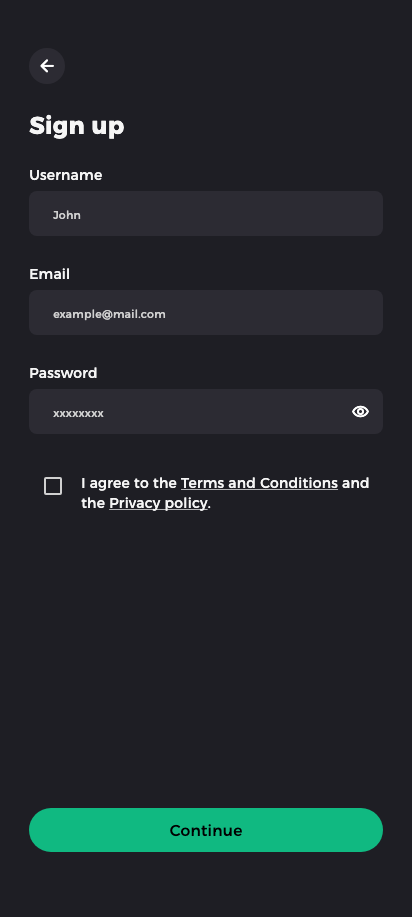 Sign up
Username
John
Email
example@mail.com
Password
xxxxxxxx
I agree to the Terms and Conditions and
the Privacy policy.
Continue